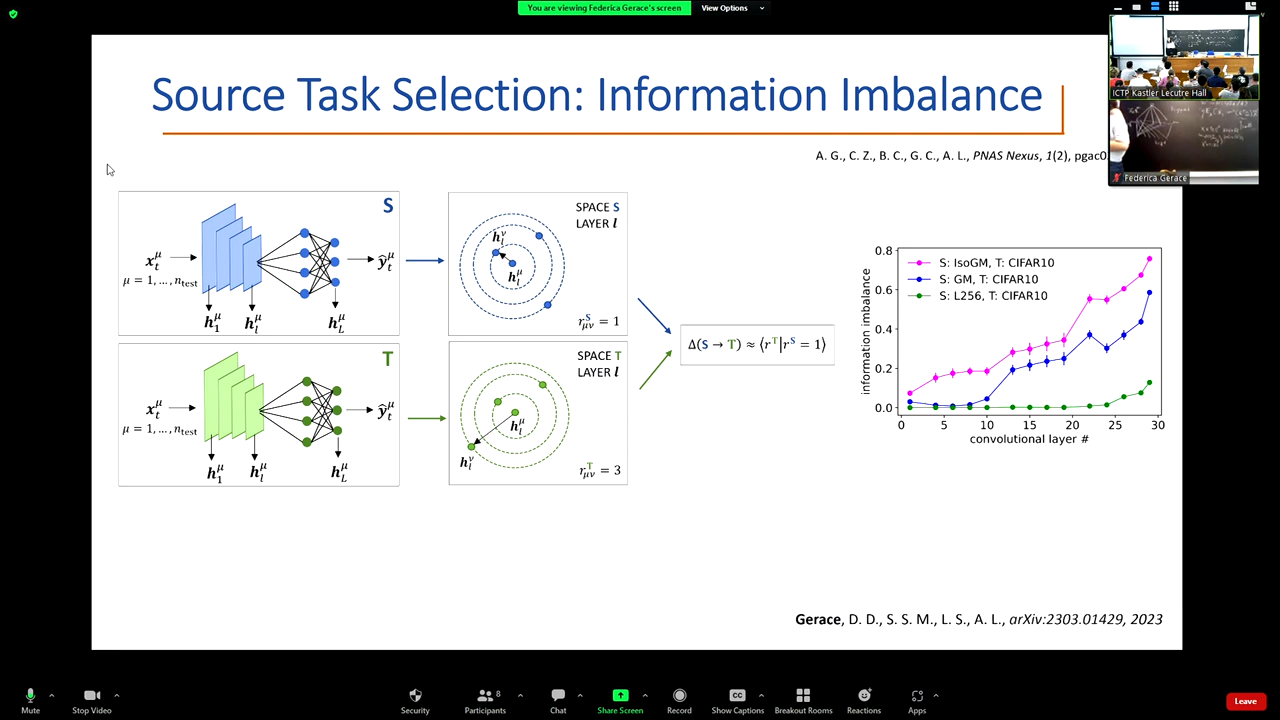 You are viewing Federica Gerace's screen
View Options
Source Task Selection: Information Imbalance
A. G., C. Z., B. C., G. C., A. L., PNAS Nexus, 1(2), pgac0
ICTP Kastler Lecutre Hall
Federica Gerace
S
x_t^μ
μ = 1, …, n_test
ŷ_t^μ
h_1^μ
h_l^μ
h_L^μ
SPACE S
LAYER l
h_l^ν
h_l^μ
r_μν^S = 1
T
x_t^μ
μ = 1, …, n_test
ŷ_t^μ
h_1^μ
h_l^μ
h_L^μ
SPACE T
LAYER l
h_l^μ
h_l^ν
r_μν^T = 3
Δ(S → T) ≈ ⟨r^T|r^S = 1⟩
information imbalance
0.8
0.6
0.4
0.2
0.0
S: IsoGM, T: CIFAR10
S: GM, T: CIFAR10
S: L256, T: CIFAR10
0 5 10 15 20 25 30
convolutional layer #
Gerace, D. D., S. S. M., L. S., A. L., arXiv:2303.01429, 2023
Mute
Stop Video
Security
Participants
8
Chat
Share Screen
Record
CC
Show Captions
Breakout Rooms
Reactions
Apps
Leave